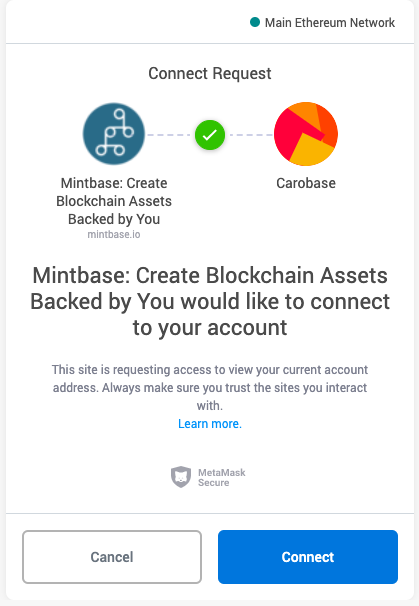 Main Ethereum Network
Connect Request
Mintbase: Create
Blockchain Assets
Backed by You
mintbase.io
Carobase
Mintbase: Create Blockchain Assets
Backed by You would like to connect
to your account
This site is requesting access to view your current account
address. Always make sure you trust the sites you interact
with.
Learn more.
MetaMask
Secure
Cancel
Connect